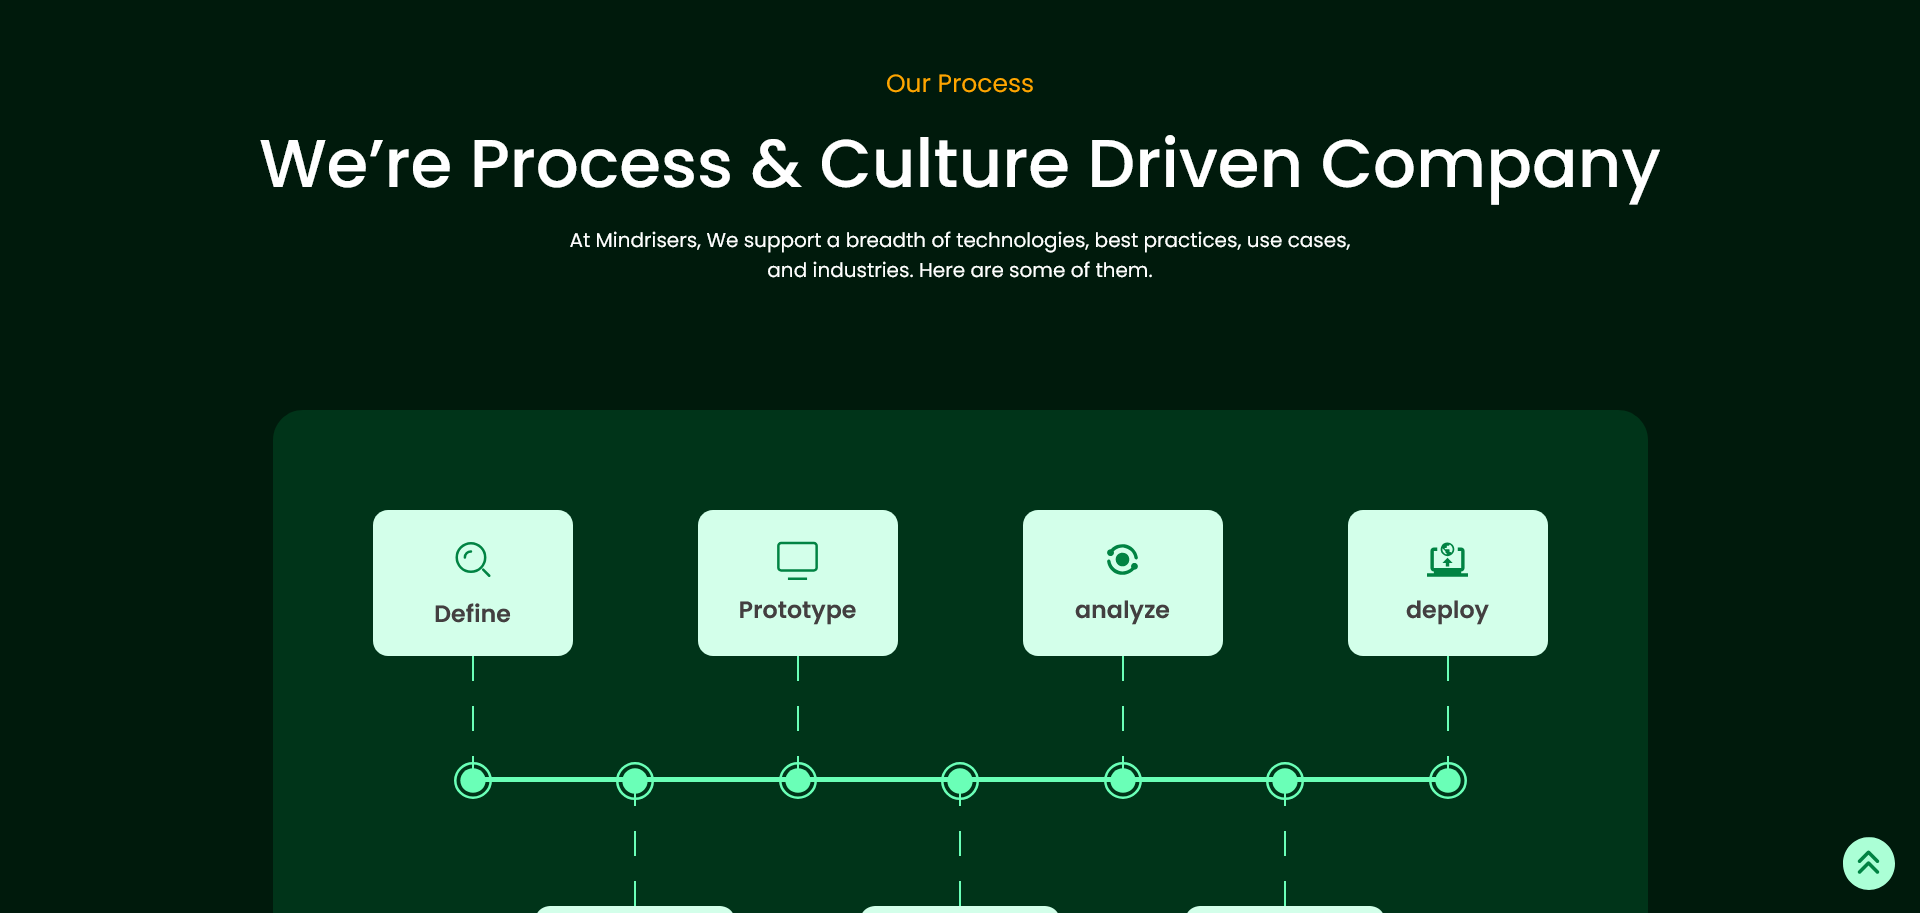 Our Process
We’re Process & Culture Driven Company
At Mindrisers, We support a breadth of technologies, best practices, use cases,
and industries. Here are some of them.
Define
Prototype
analyze
deploy